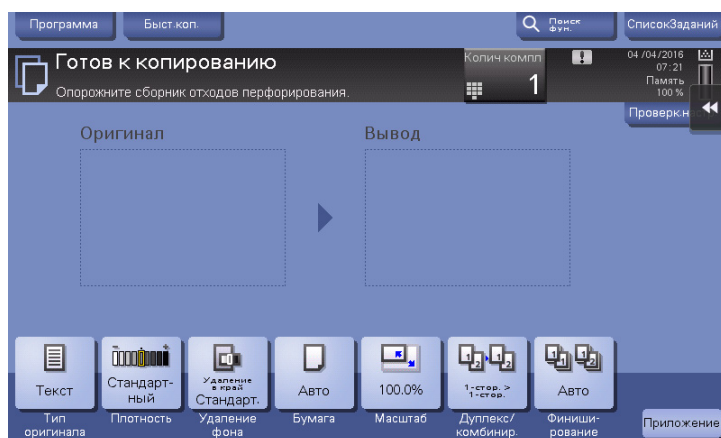 Программа
Быст.коп.
Поиск
фун.
СписокЗаданий
Готов к копированию
Опорожните сборник отходов перфорирования.
Колич компл
1
04/04/2016
07:21
Память
100 %
Проверк.н
Оригинал
Вывод
Текст
Стандарт-
ный
Удаление
в край
Стандарт.
Авто
100.0%
1-стор. >
1-стор.
Авто
Тип
оригинала
Плотность
Удаление
фона
Бумага
Масштаб
Дуплекс/
комбинир.
Финиши-
рование
Приложение